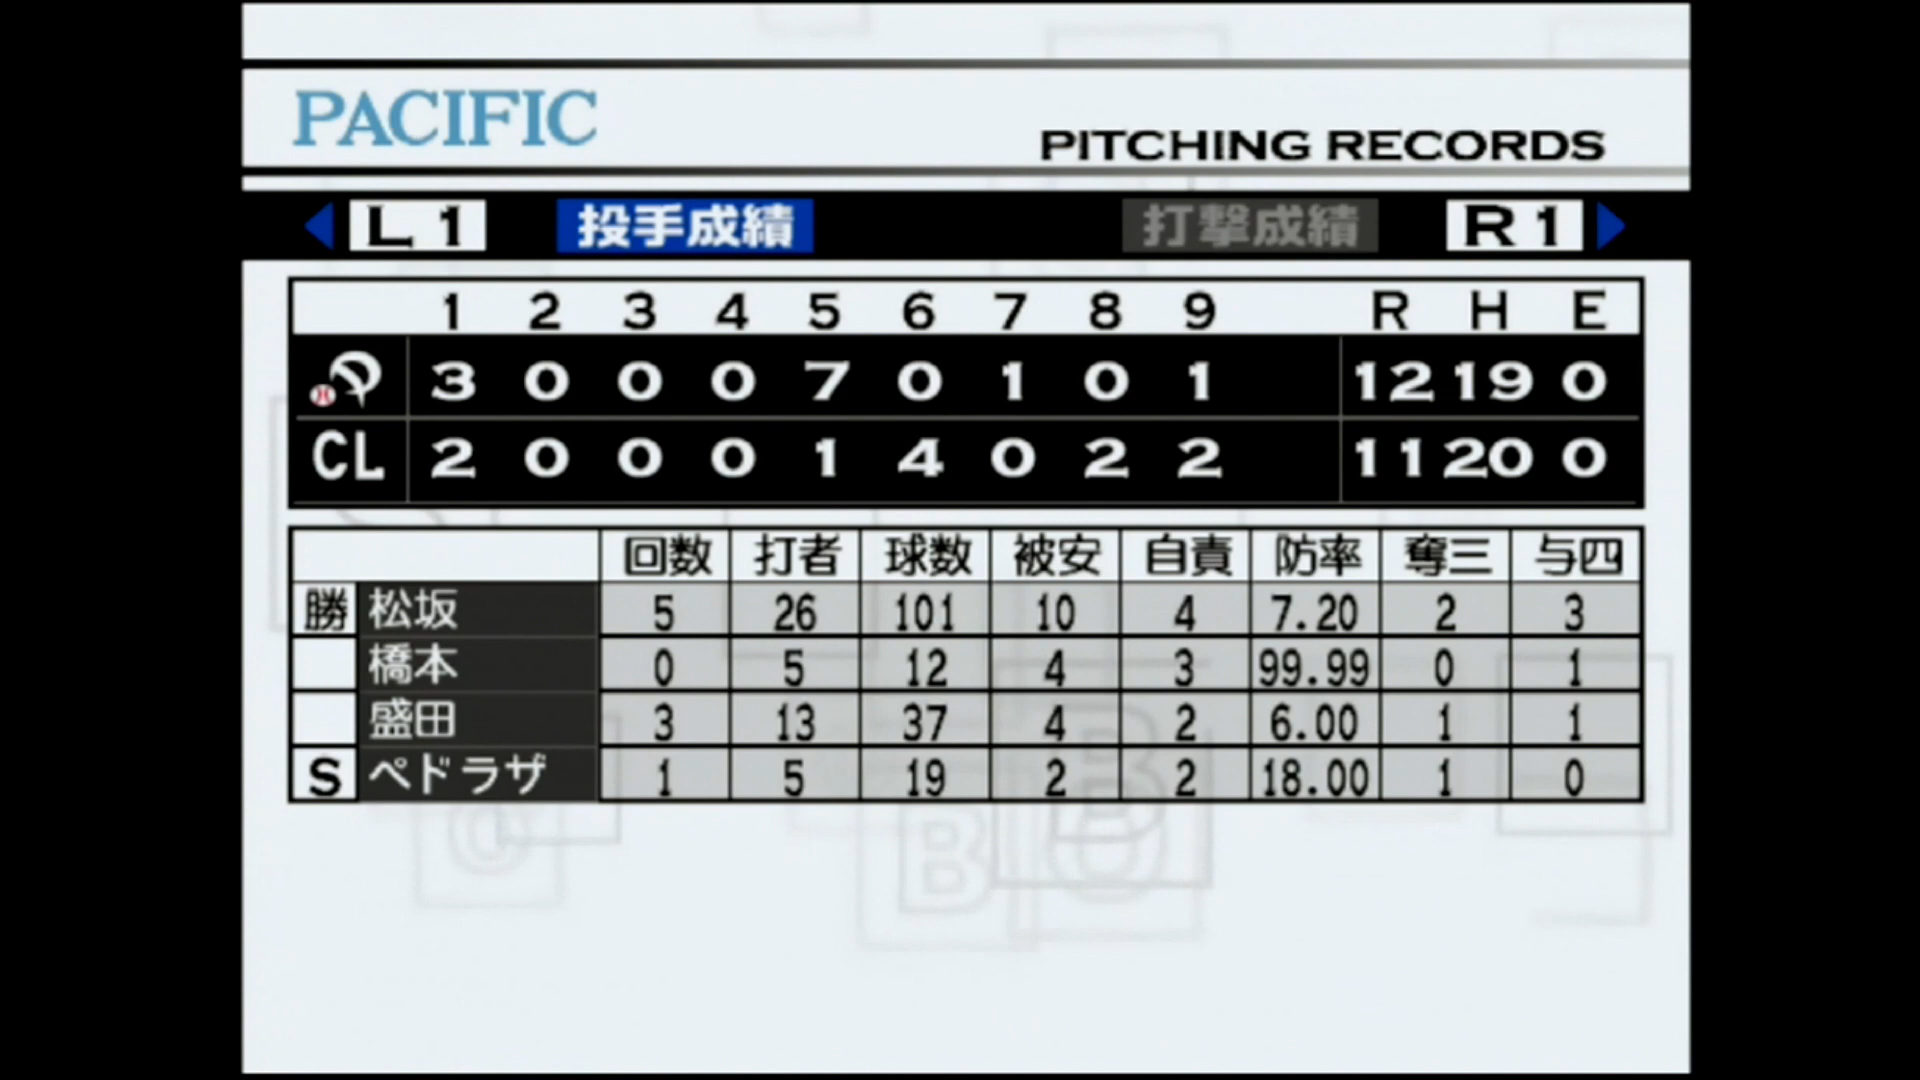 PACIFIC
PITCHING RECORDS
L1 投手成績 打撃成績 R1
1 2 3 4 5 6 7 8 9 R H E
3 0 0 0 7 0 1 0 1 12 19 0
CL 2 0 0 0 1 4 0 2 2 11 20 0
回数 打者 球数 被安 自責 防率 奪三 与四
勝 松坂 5 26 101 10 4 7.20 2 3
橋本 0 5 12 4 3 99.99 0 1
盛田 3 13 37 4 2 6.00 1 1
S ペドラザ 1 5 19 2 2 18.00 1 0